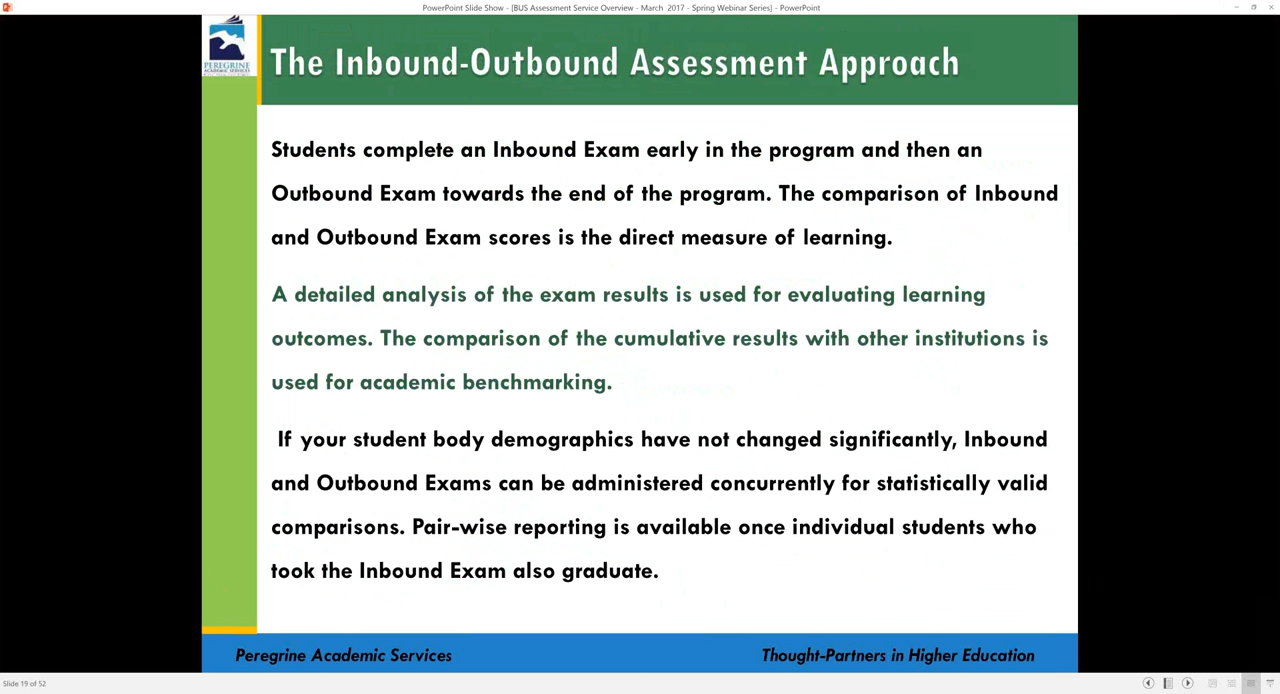 PowerPoint Slide Show - [BUS Assessment Service Overview - March 2017 - Spring Webinar Series] - PowerPoint
PEREGRINE
ACADEMIC SERVICES
The Inbound-Outbound Assessment Approach
Students complete an Inbound Exam early in the program and then an
Outbound Exam towards the end of the program. The comparison of Inbound
and Outbound Exam scores is the direct measure of learning.
A detailed analysis of the exam results is used for evaluating learning
outcomes. The comparison of the cumulative results with other institutions is
used for academic benchmarking.
If your student body demographics have not changed significantly, Inbound
and Outbound Exams can be administered concurrently for statistically valid
comparisons. Pair-wise reporting is available once individual students who
took the Inbound Exam also graduate.
Peregrine Academic Services
Thought-Partners in Higher Education
Slide 19 of 52